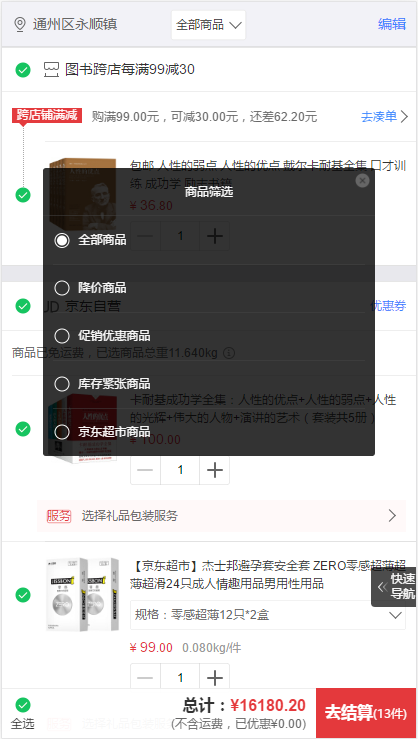 通州区永顺镇
全部商品
编辑
图书跨店每满99减30
跨店铺满减
购满99.00元，可减30.00元，还差62.20元
去凑单
包邮 人性的弱点 人性的优点 戴尔卡耐基全集 口才训
练 成功学
¥ 36.80
1
商品筛选
全部商品
降价商品
促销优惠商品
库存紧张商品
京东超市商品
JD 京东自营
优惠券
商品已免运费，已选商品总重11.640kg
卡耐基成功学全集：人性的优点+人性的弱点+人性
的光辉+伟大的人物+演讲的艺术（套装共5册）
¥ 100.00
1
服务
选择礼品包装服务
【京东超市】杰士邦避孕套安全套 ZERO零感超薄超
薄超滑24只成人情趣用品男用性用品
规格：零感超薄12只*2盒
¥ 99.00
0.080kg/件
1
快速
导航
全选
总计：¥16180.20
(不含运费，已优惠¥0.00)
去结算(13件)